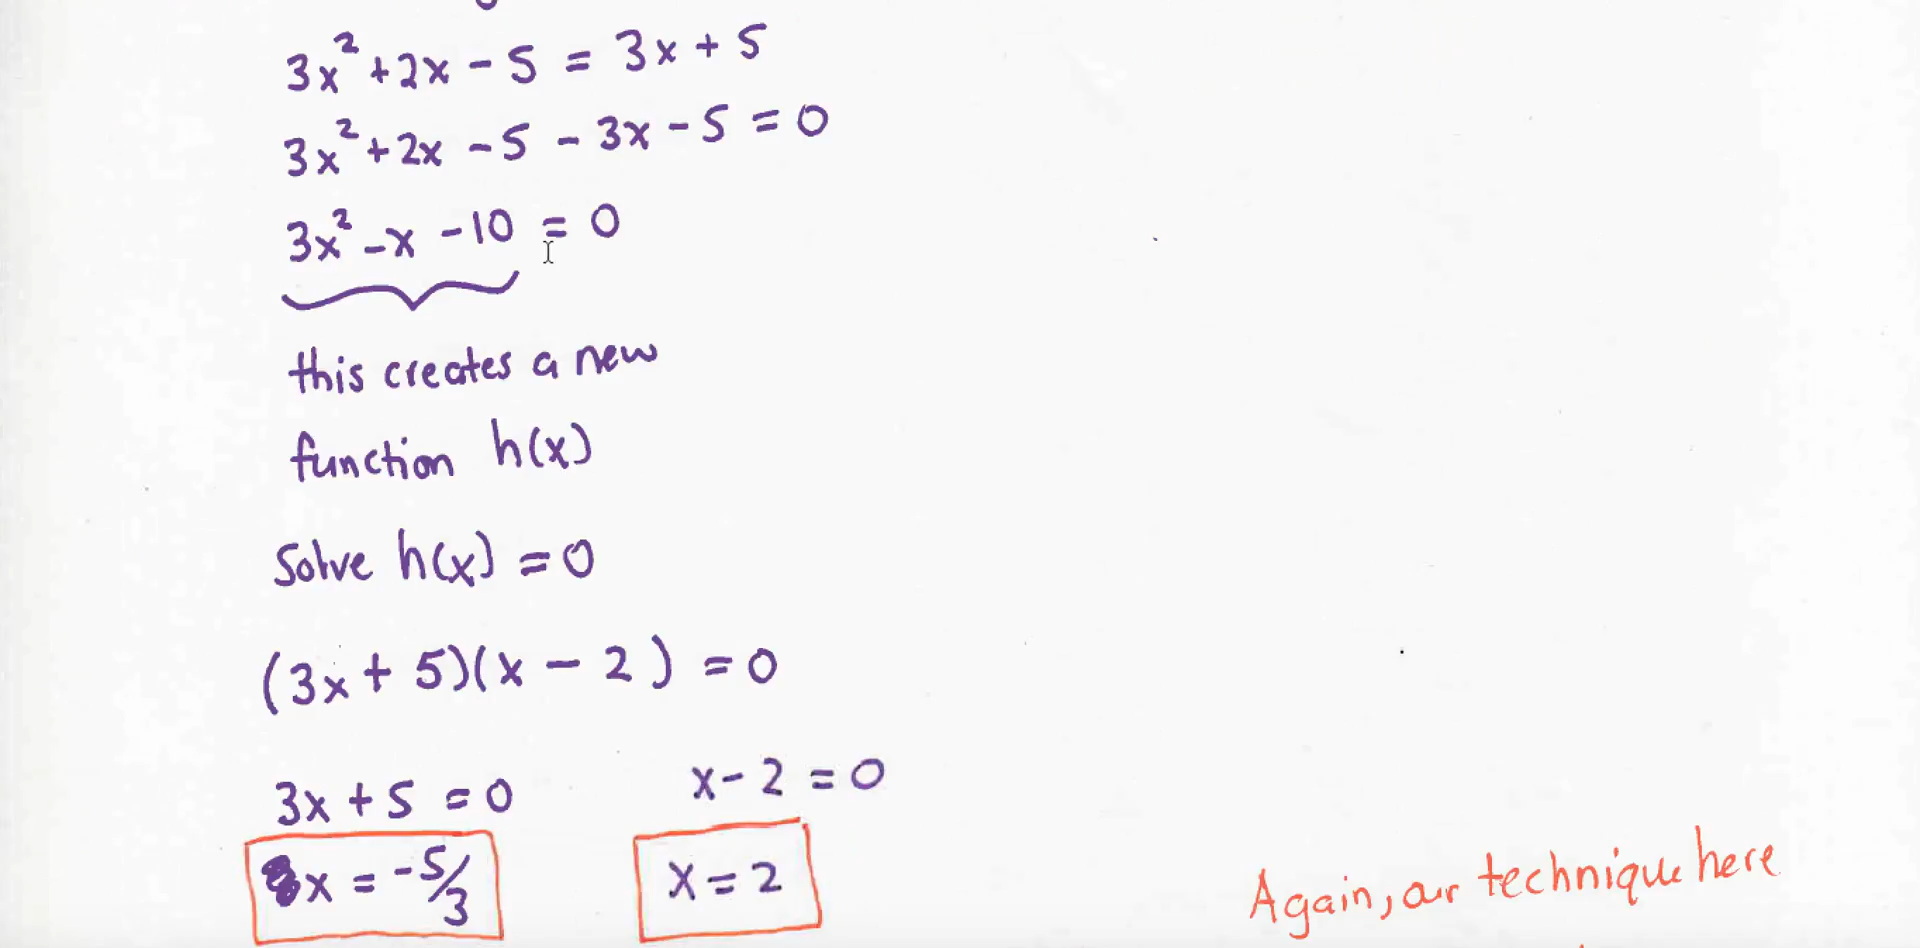 3x² + 2x - 5 = 3x + 5
3x² + 2x - 5 - 3x - 5 = 0
3x² - x - 10 = 0
this creates a new
function h(x)
Solve h(x) = 0
(3x + 5)(x - 2) = 0
3x + 5 = 0
x - 2 = 0
x = -5/3
x = 2
Again, our technique here